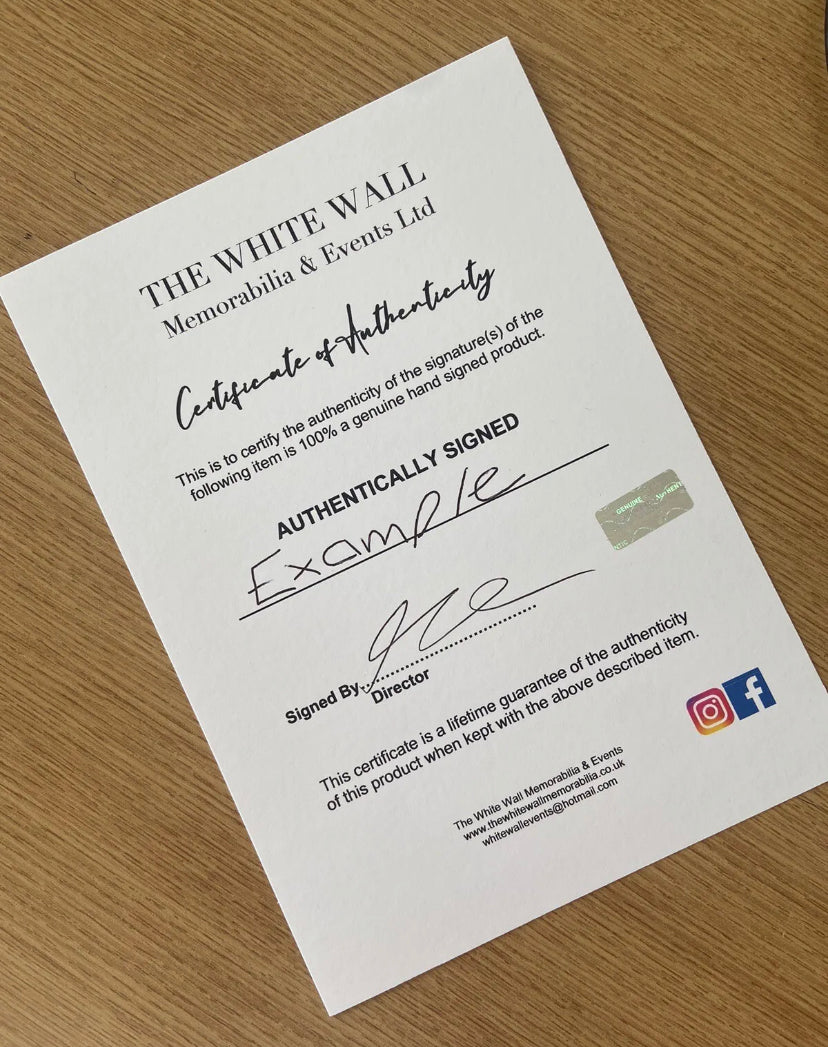 THE WHITE WALL
Memorabilia & Events Ltd
Certificate of Authenticity
This is to certify the authenticity of the signature(s) of the
following item is 100% a genuine hand signed product.
AUTHENTICALLY SIGNED
Example
GENUINE AUTHENT
NTIC
Signed By
Director
This certificate is a lifetime guarantee of the authenticity
of this product when kept with the above described item.
The White Wall Memorabilia & Events
www.thewhitewallmemorabilia.co.uk
whitewallevents@hotmail.com